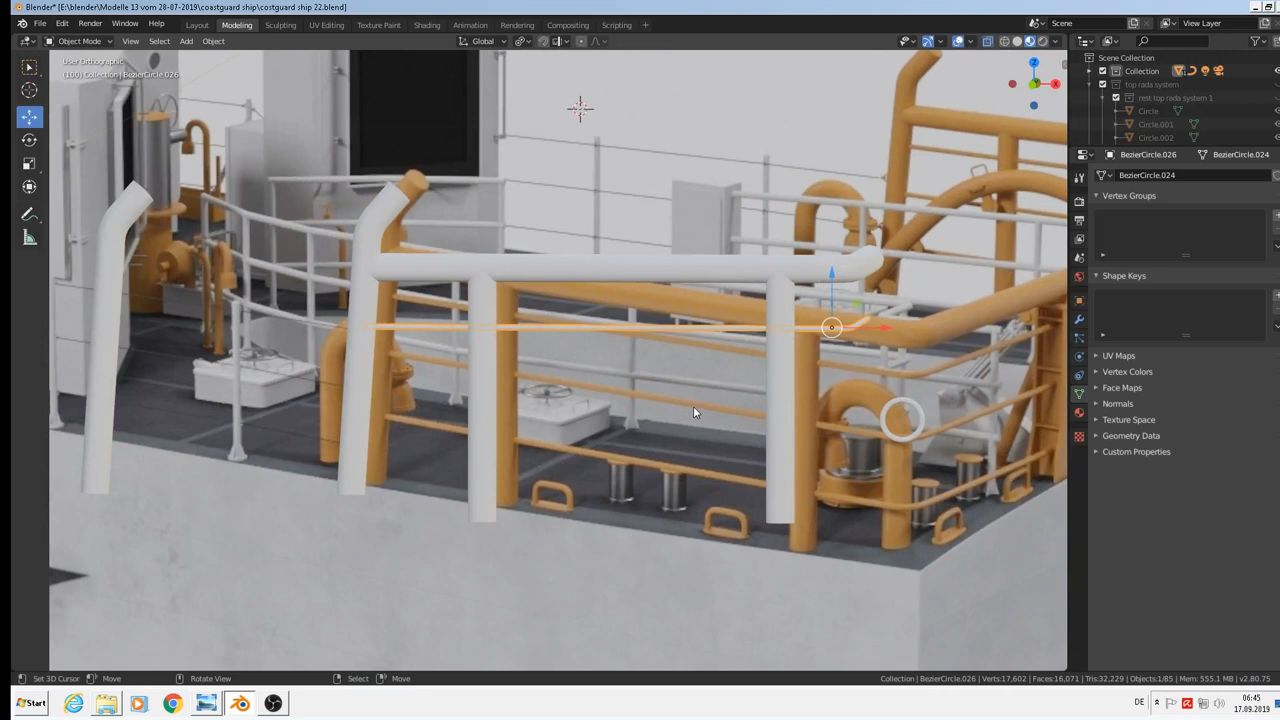 Blender* [E:\blender\Modelle 13 vom 28-07-2019\coastguard ship\costguard ship 22.blend]
File Edit Render Window Help Layout Modeling Sculpting UV Editing Texture Paint Shading Animation Rendering Compositing Scripting + Scene View Layer
Object Mode View Select Add Object Global
User Orthographic
(100) Collection | BezierCircle.026
Z
X
Scene Collection
Collection
top rada system
rest top rada system 1
Circle
Circle.001
Circle.002
BezierCircle.026 BezierCircle.024
BezierCircle.024
Vertex Groups
Shape Keys
UV Maps
Vertex Colors
Face Maps
Normals
Texture Space
Geometry Data
Custom Properties
Set 3D Cursor Move Rotate View Select Move Collection | BezierCircle.026 | Verts:17,602 | Faces:16,071 | Tris:32,229 | Objects:1/85 | Mem: 555.1 MB | v2.80.75
Start DE 06:45
17.09.2019